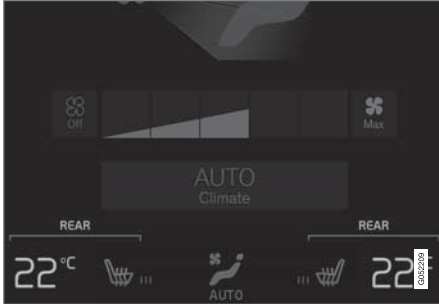 Off
Max
AUTO
Climate
REAR REAR
22°C 22
AUTO
G052209